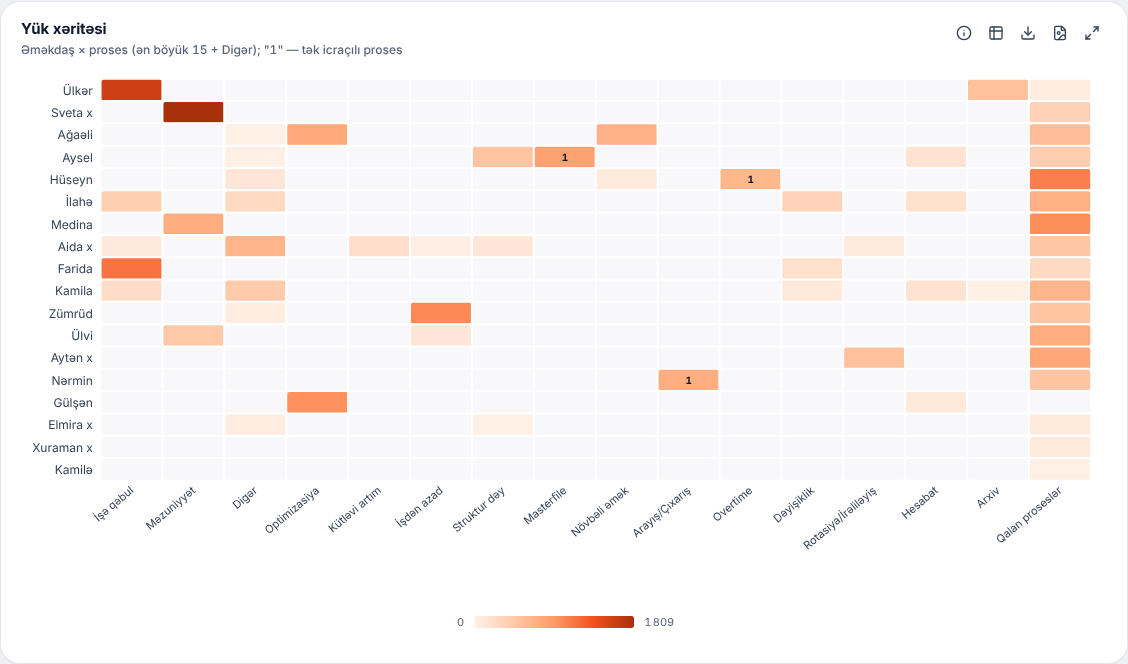 Yük xəritəsi
Əməkdaş × proses (ən böyük 15 + Digər); "1" — tək icraçılı proses
Ülkər
Sveta x
Ağaəli
Aysel 1
Hüseyn 1
İlahə
Medina
Aida x
Farida
Kamila
Zümrüd
Ülvi
Aytən x
Nərmin 1
Gülşən
Elmira x
Xuraman x
Kamilə
İşə qəbul
Məzuniyyət
Digər
Optimizasiya
Kütləvi artım
İşdən azad
Struktur dəy
Masterfile
Növbəli əmək
Arayış/Çıxarış
Overtime
Dəyişiklik
Rotasiya/İrəliləyiş
Hesabat
Arxiv
Qalan proseslər
0 1 809